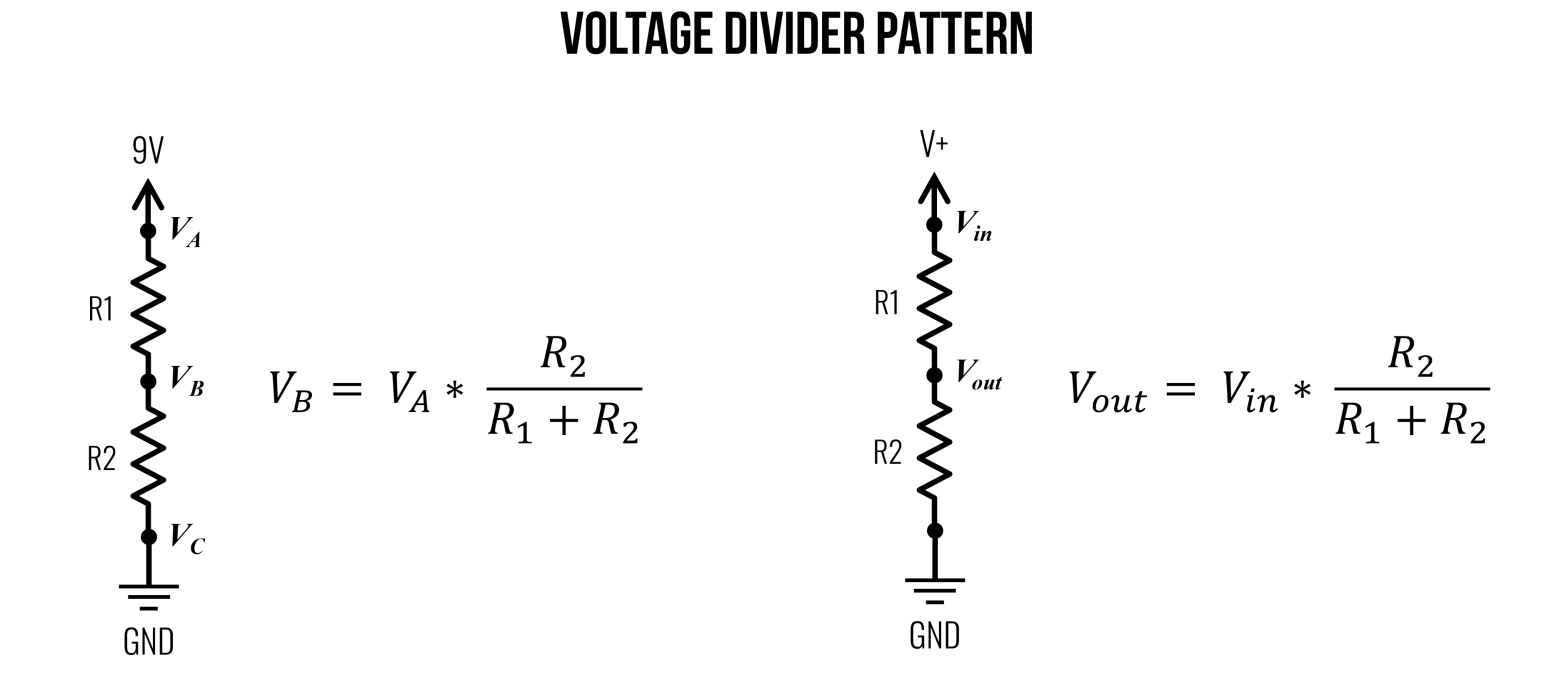 VOLTAGE DIVIDER PATTERN
9V
V_A
R1
V_B
R2
V_C
GND
V_B = V_A * R_2 / (R_1 + R_2)
V+
V_in
R1
V_out
R2
GND
V_out = V_in * R_2 / (R_1 + R_2)